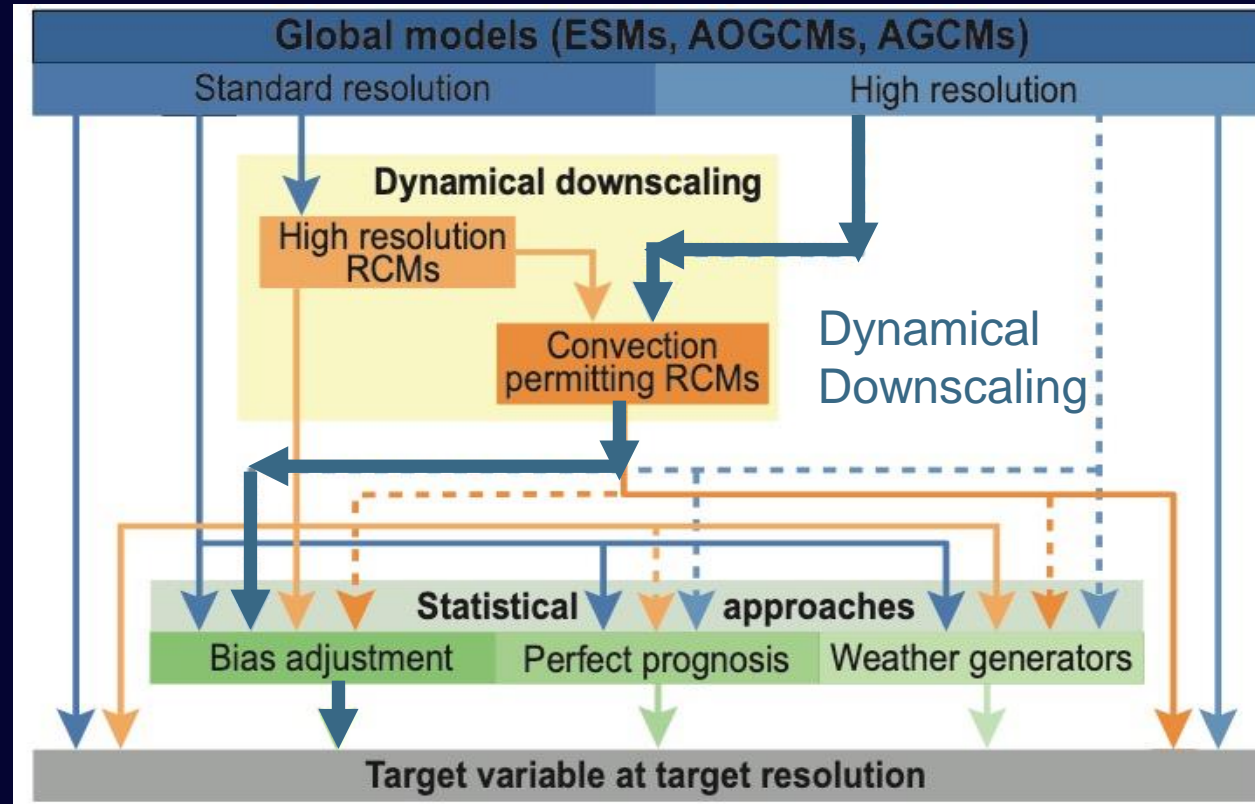 Global models (ESMs, AOGCMs, AGCMs)
Standard resolution
High resolution
Dynamical downscaling
High resolution
RCMs
Convection
permitting RCMs
Dynamical
Downscaling
Statistical approaches
Bias adjustment
Perfect prognosis
Weather generators
Target variable at target resolution